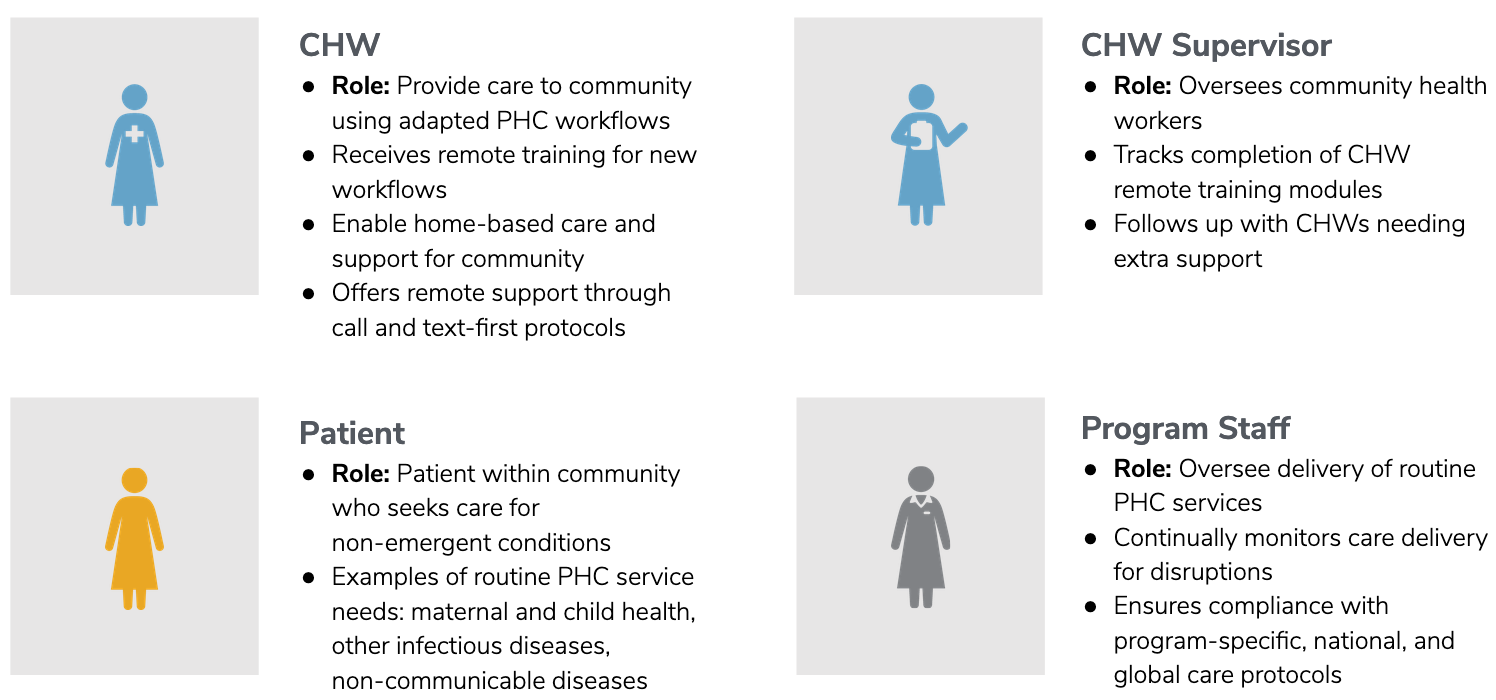 CHW
● Role: Provide care to community
using adapted PHC workflows
● Receives remote training for new
workflows
● Enable home-based care and
support for community
● Offers remote support through
call and text-first protocols
CHW Supervisor
● Role: Oversees community health
workers
● Tracks completion of CHW
remote training modules
● Follows up with CHWs needing
extra support
Patient
● Role: Patient within community
who seeks care for
non-emergent conditions
● Examples of routine PHC service
needs: maternal and child health,
other infectious diseases,
non-communicable diseases
Program Staff
● Role: Oversee delivery of routine
PHC services
● Continually monitors care delivery
for disruptions
● Ensures compliance with
program-specific, national, and
global care protocols